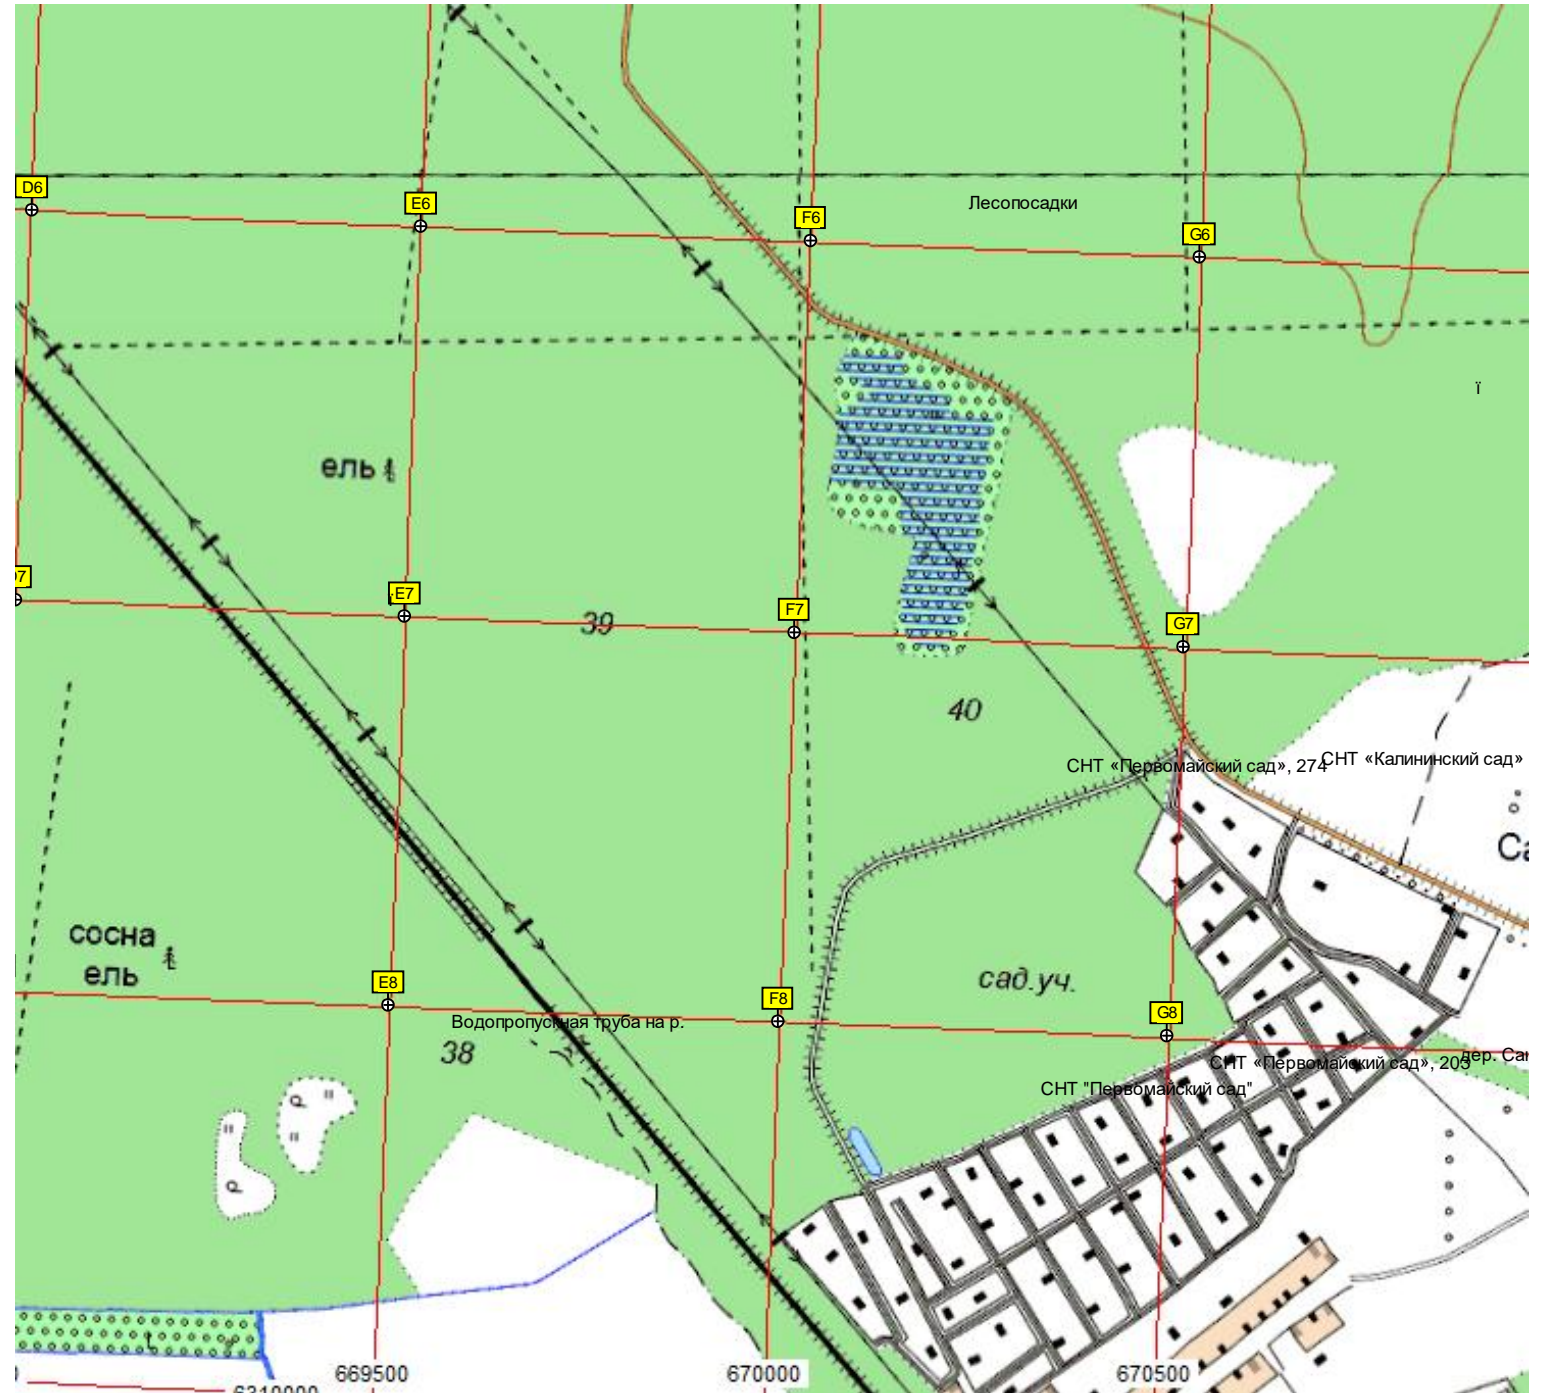 D6
E6
F6
G6
Лесопосадки
ї
ель
E7
F7
G7
39
40
СНТ «Первомайский сад», 274
СНТ «Калининский сад»
сосна
ель
сад.уч.
E8
F8
G8
Водопропускная труба на р.
38
СНТ «Первомайский сад», 203
СНТ "Первомайский сад"
р
р
669500
670000
670500